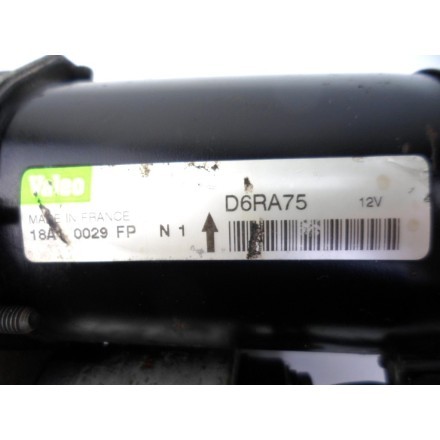 Valeo
MADE IN FRANCE
D6RA75 12V
0029 FP N 1